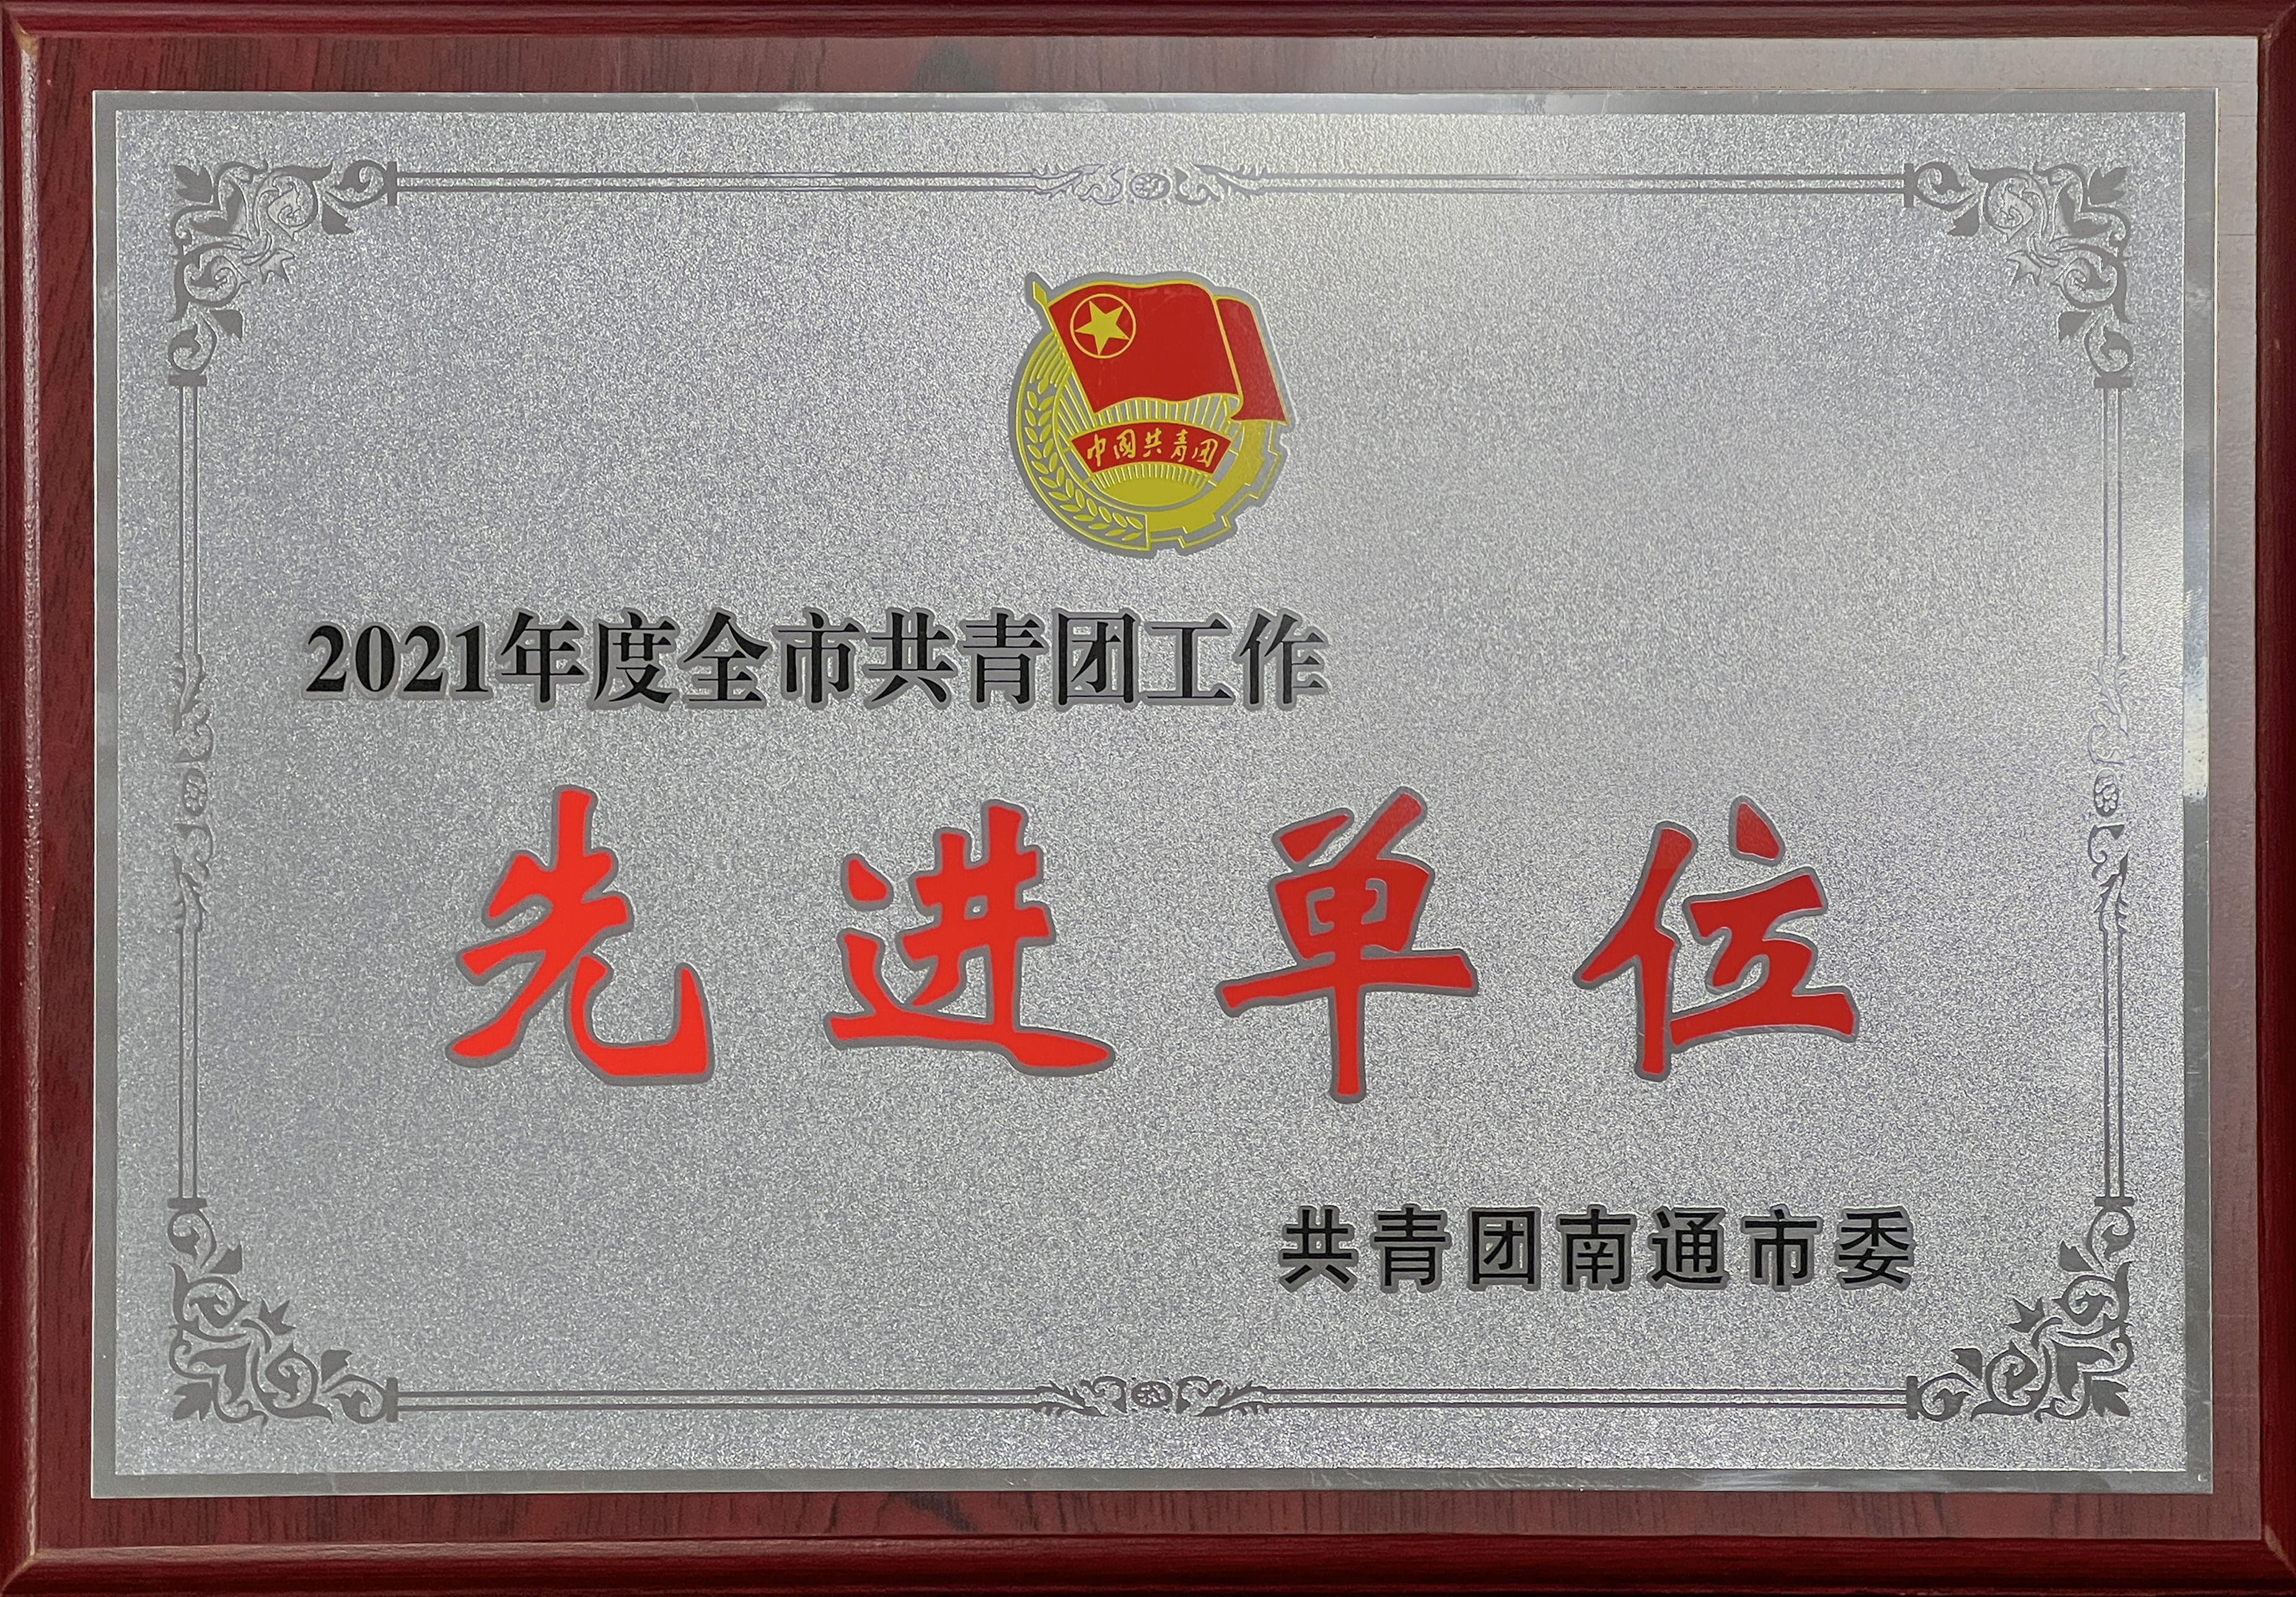 中国共青团
2021年度全市共青团工作
先进单位
共青团南通市委